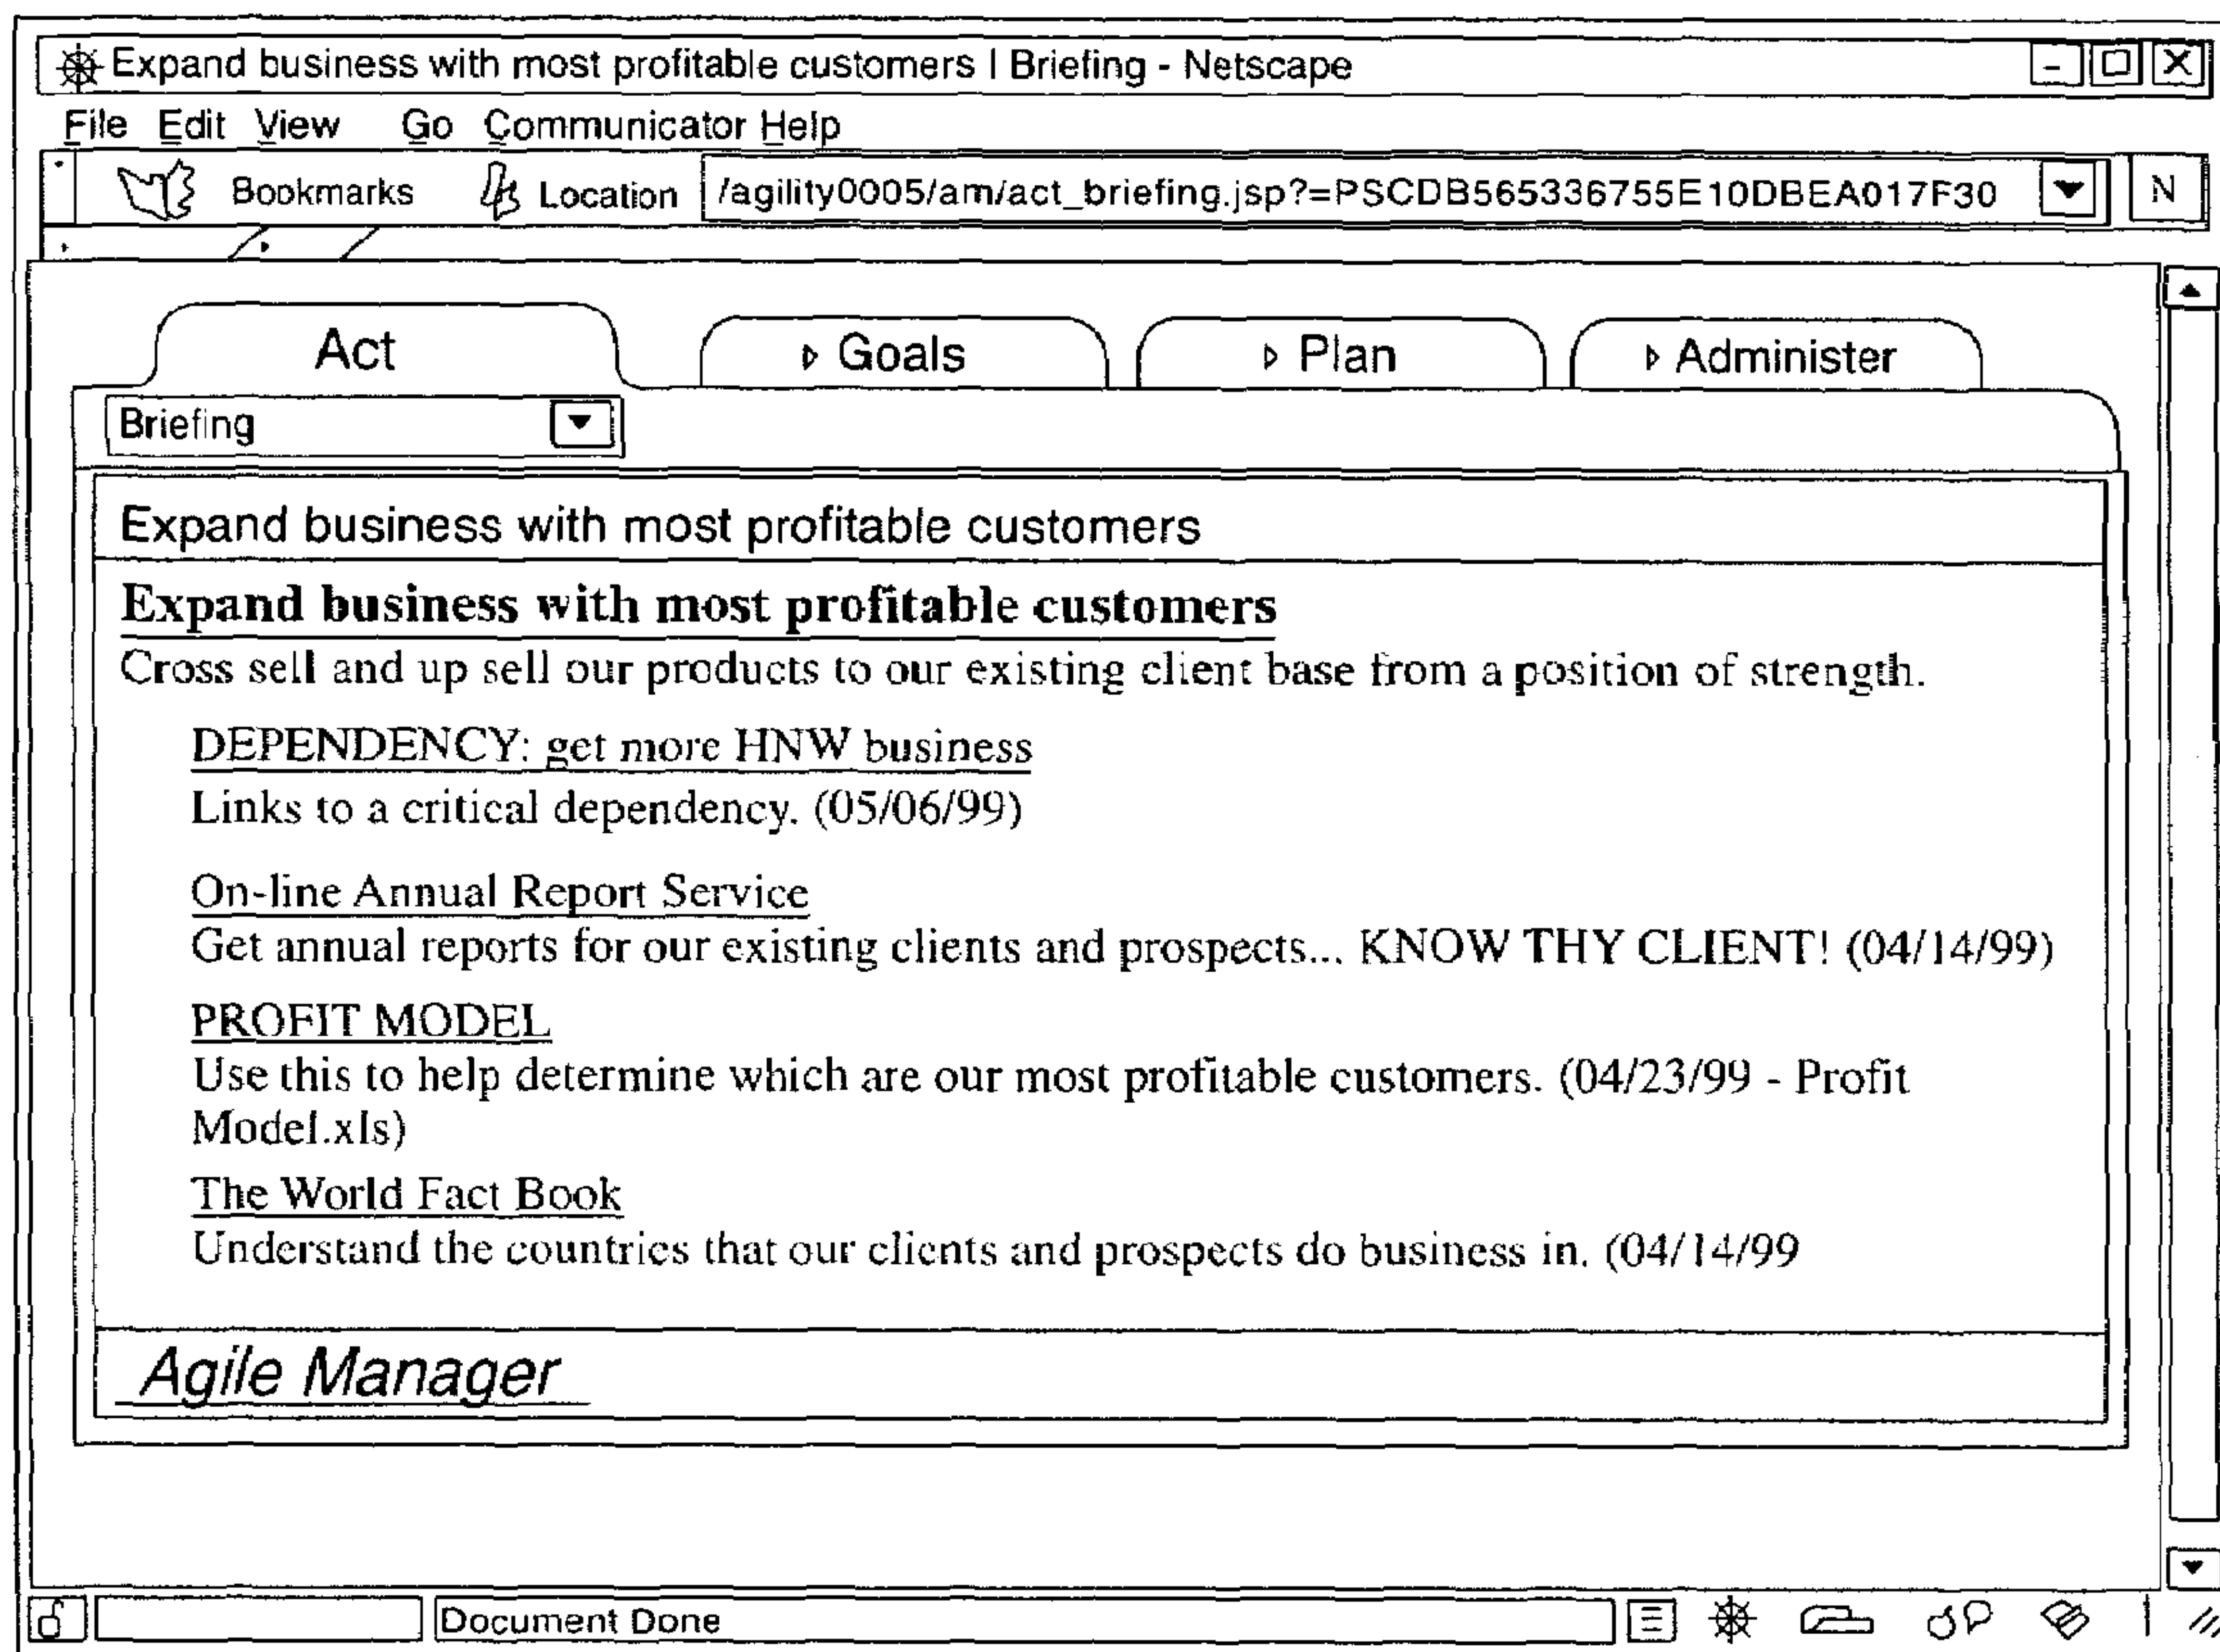 Expand business with most profitable customers | Briefing - Netscape
File Edit View Go Communicator Help
Bookmarks Location /agility0005/am/act_briefing.jsp?=PSCDB565336755E10DBEA017F30 N
Act Goals Plan Administer
Briefing
Expand business with most profitable customers
Expand business with most profitable customers
Cross sell and up sell our products to our existing client base from a position of strength.
DEPENDENCY: get more HNW business
Links to a critical dependency. (05/06/99)
On-line Annual Report Service
Get annual reports for our existing clients and prospects... KNOW THY CLIENT! (04/14/99)
PROFIT MODEL
Use this to help determine which are our most profitable customers. (04/23/99 - Profit
Model.xls)
The World Fact Book
Understand the countries that our clients and prospects do business in. (04/14/99
Agile Manager
Document Done